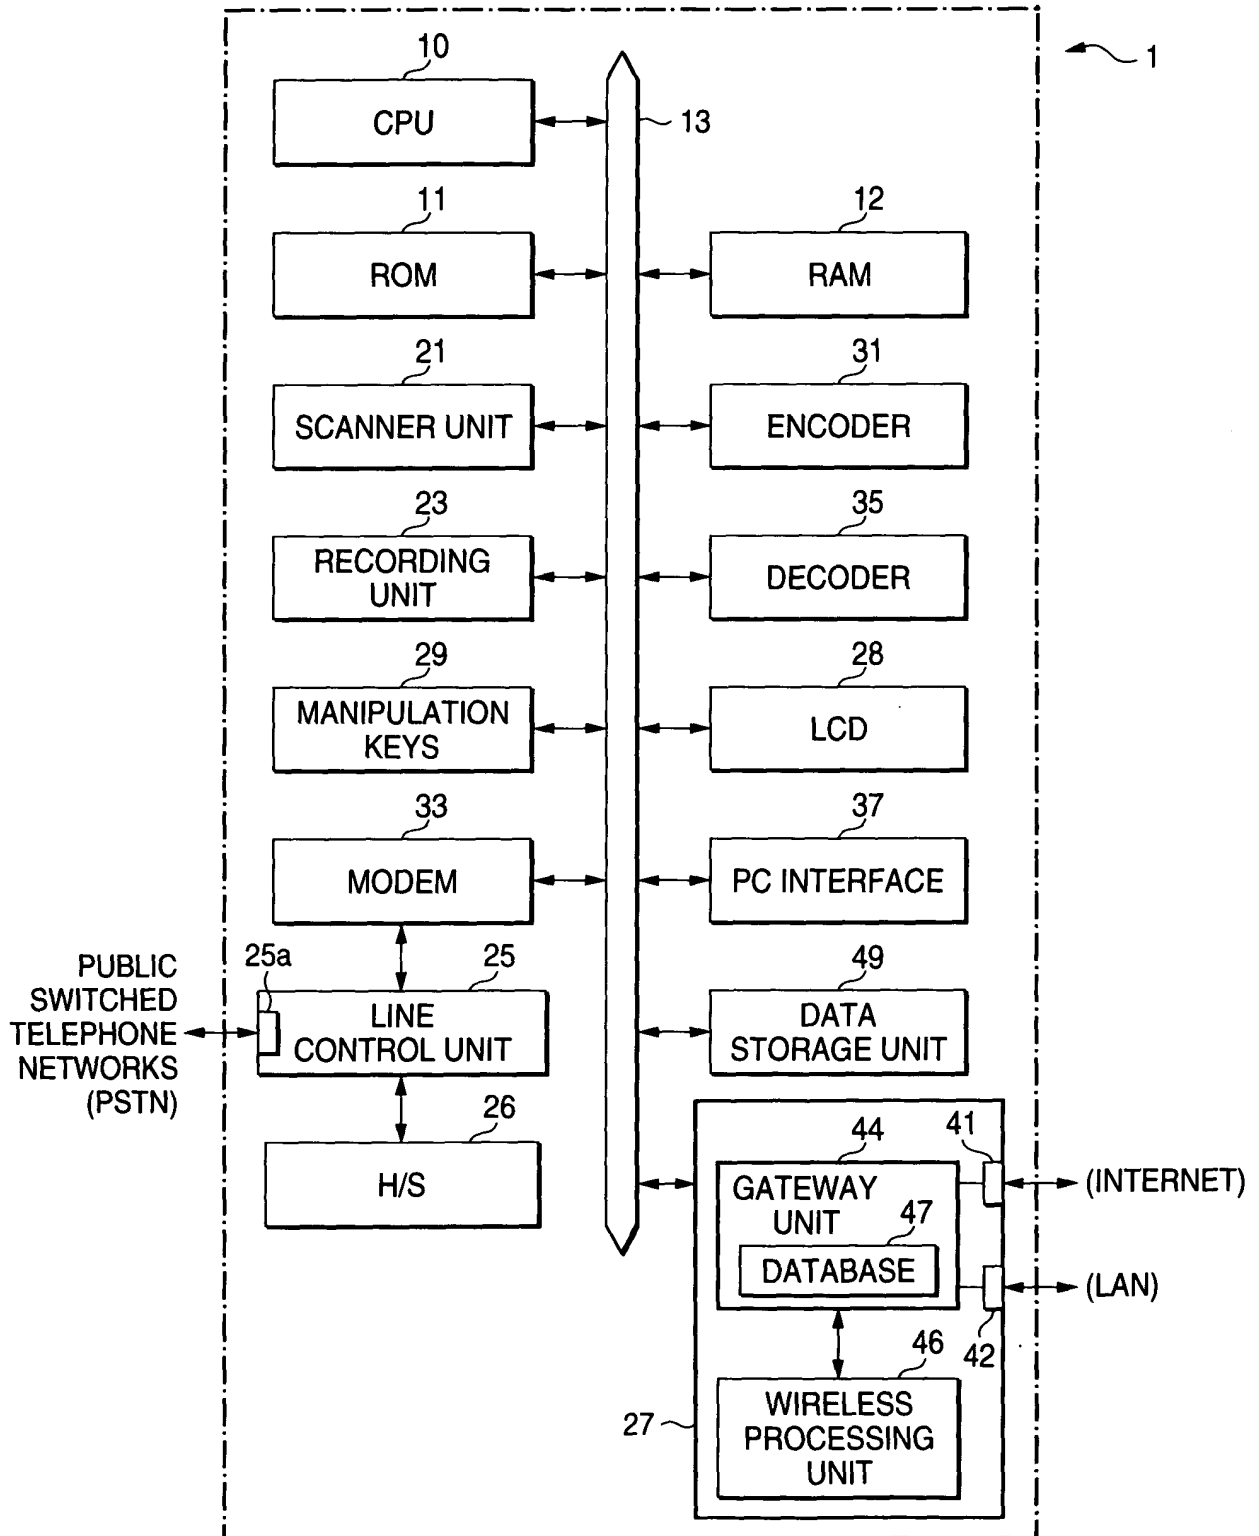 1
10
CPU
13
11
ROM
12
RAM
21
SCANNER UNIT
31
ENCODER
23
RECORDING
UNIT
35
DECODER
29
MANIPULATION
KEYS
28
LCD
33
MODEM
37
PC INTERFACE
PUBLIC
SWITCHED
TELEPHONE
NETWORKS
(PSTN)
25a
25
LINE
CONTROL UNIT
49
DATA
STORAGE UNIT
26
H/S
44
GATEWAY
UNIT
47
DATABASE
41
(INTERNET)
(LAN)
42
46
WIRELESS
PROCESSING
UNIT
27